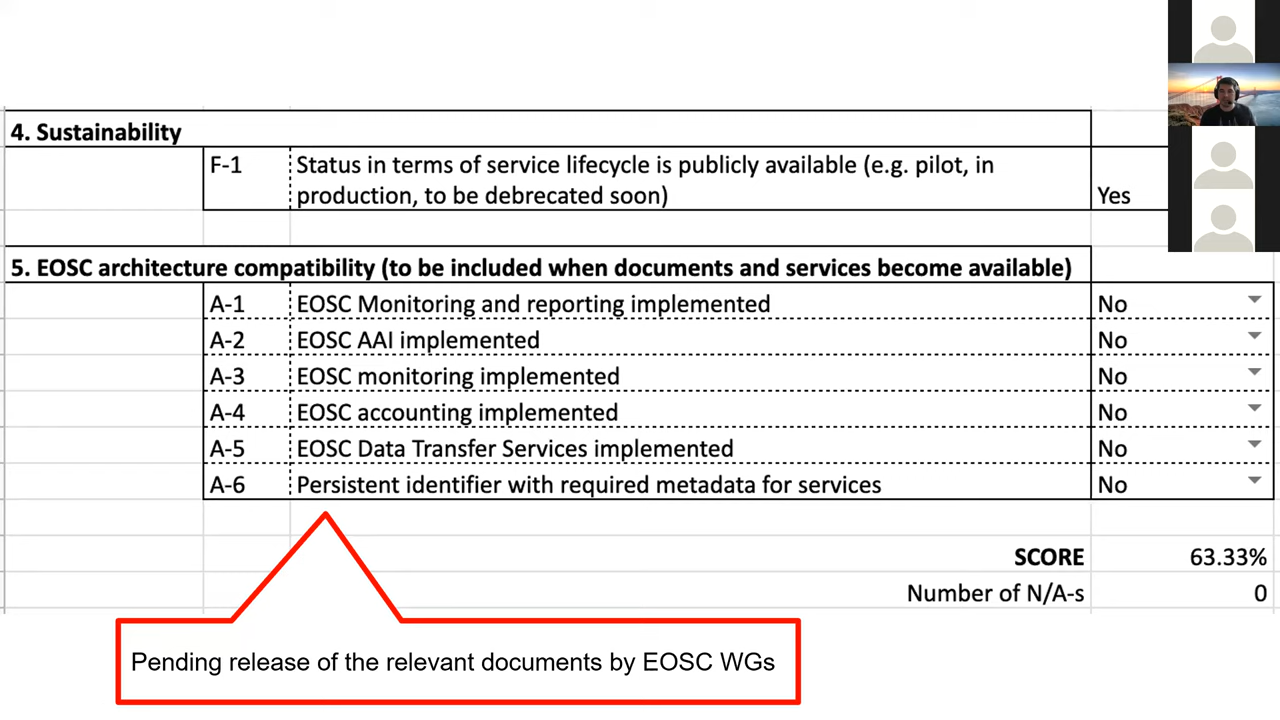 4. Sustainability
F-1 Status in terms of service lifecycle is publicly available (e.g. pilot, in
production, to be debrecated soon) Yes
5. EOSC architecture compatibility (to be included when documents and services become available)
A-1 EOSC Monitoring and reporting implemented No
A-2 EOSC AAI implemented No
A-3 EOSC monitoring implemented No
A-4 EOSC accounting implemented No
A-5 EOSC Data Transfer Services implemented No
A-6 Persistent identifier with required metadata for services No
SCORE 63.33%
Number of N/A-s 0
Pending release of the relevant documents by EOSC WGs